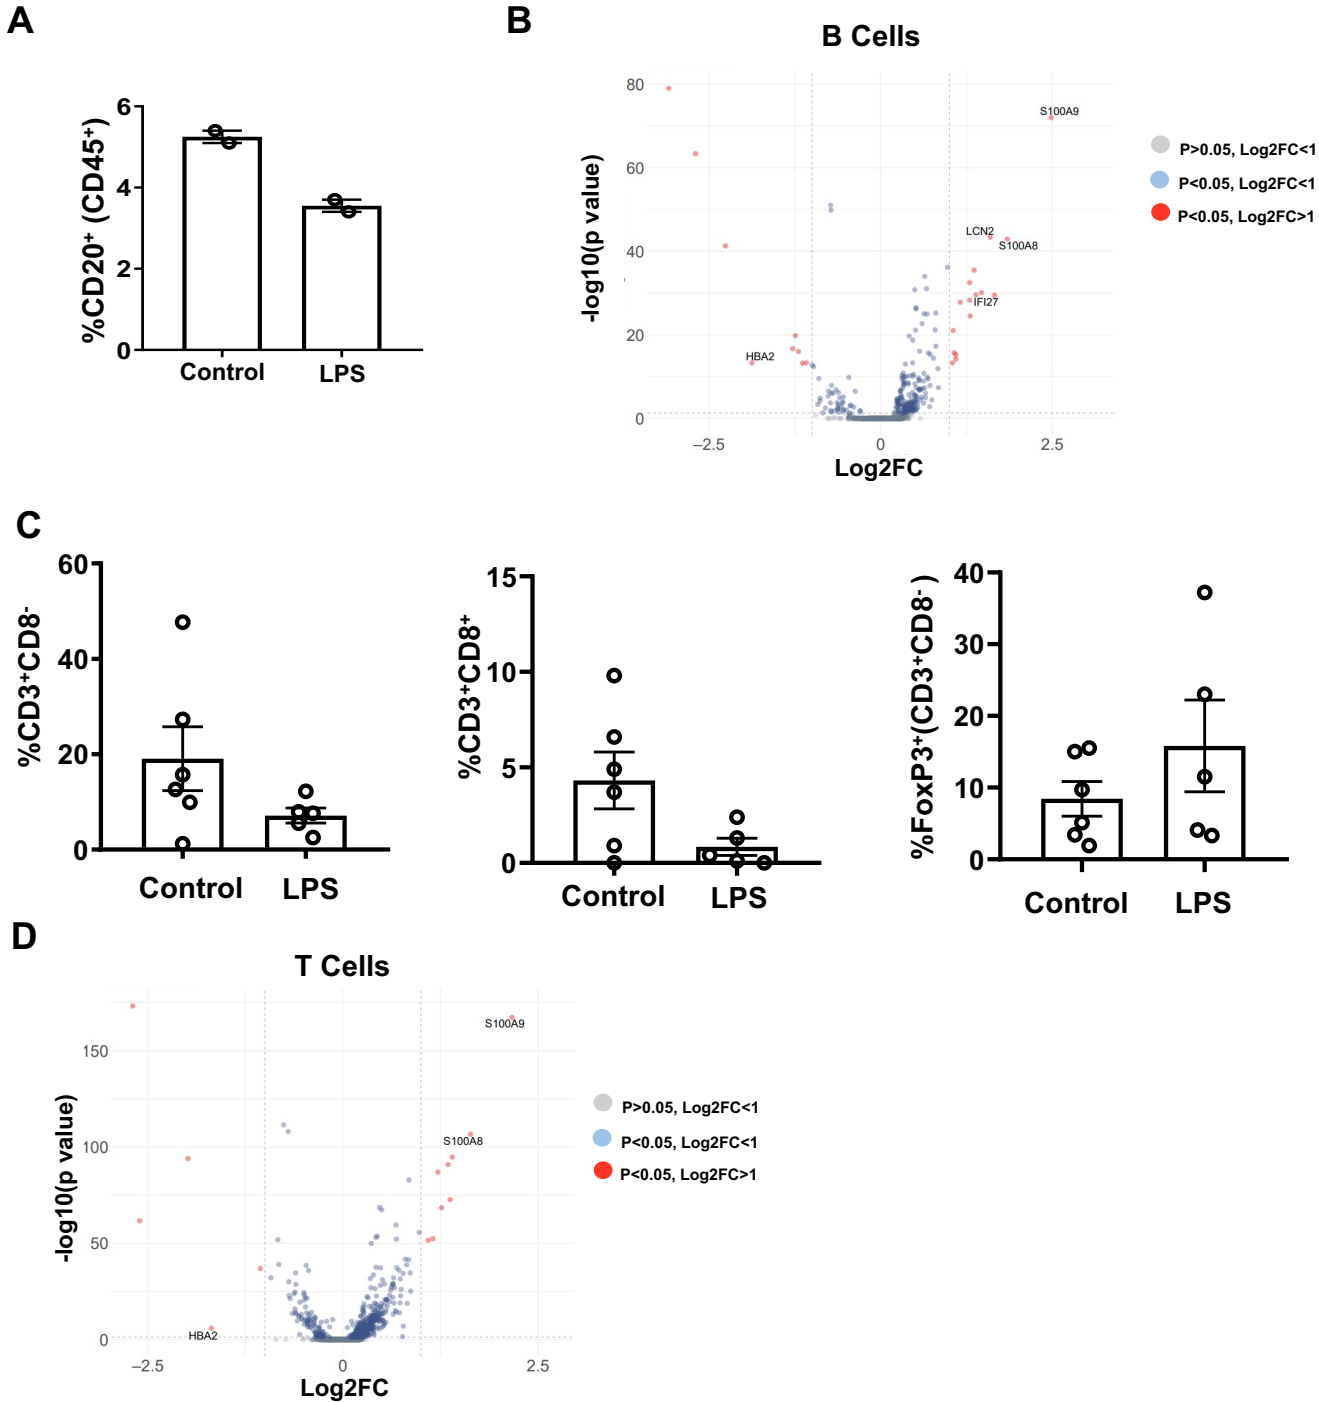 A
%CD20⁺ (CD45⁺)
6
4
2
0
Control
LPS
B
B Cells
-log10(p value)
80
60
40
20
0
S100A9
LCN2
S100A8
IFI27
HBA2
–2.5
0
2.5
Log2FC
P>0.05, Log2FC<1
P<0.05, Log2FC<1
P<0.05, Log2FC>1
C
%CD3⁺CD8⁻
60
40
20
0
Control
LPS
%CD3⁺CD8⁺
15
10
5
0
Control
LPS
%FoxP3⁺(CD3⁺CD8⁻)
40
30
20
10
0
Control
LPS
D
T Cells
-log10(p value)
150
100
50
0
S100A9
S100A8
HBA2
–2.5
0
2.5
Log2FC
P>0.05, Log2FC<1
P<0.05, Log2FC<1
P<0.05, Log2FC>1